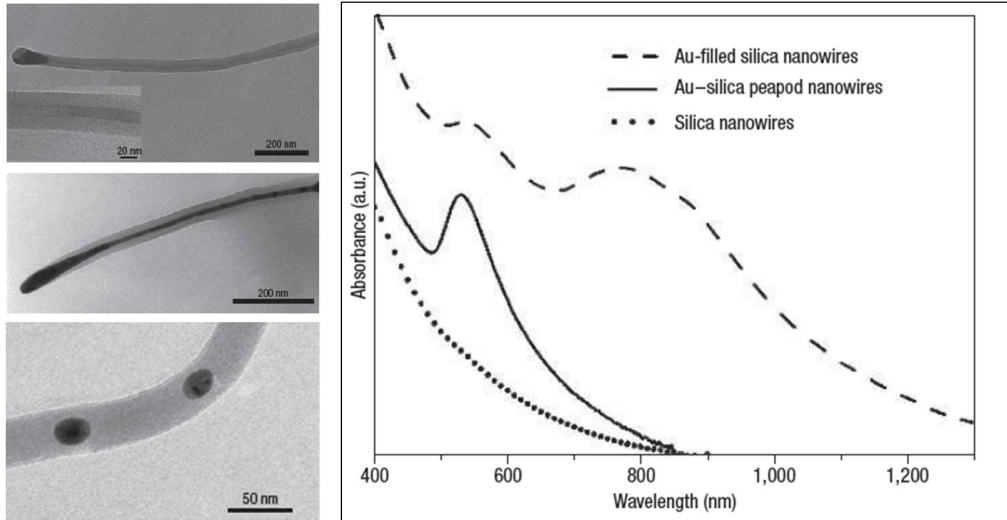 20 nm
200 nm
200 nm
50 nm
Au-filled silica nanowires
Au–silica peapod nanowires
Silica nanowires
Absorbance (a.u.)
400
600
800
1,000
1,200
Wavelength (nm)